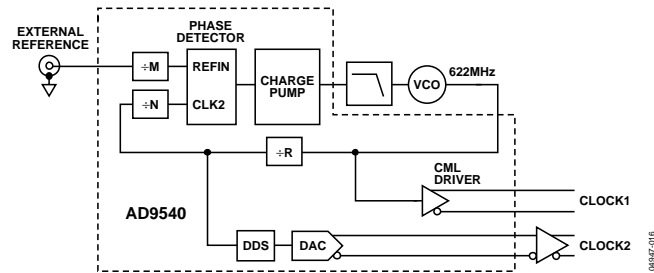 EXTERNAL
REFERENCE
PHASE
DETECTOR
÷M
REFIN
÷N
CLK2
CHARGE
PUMP
VCO
622MHz
÷R
CML
DRIVER
CLOCK1
AD9540
DDS
DAC
CLOCK2
04947-016